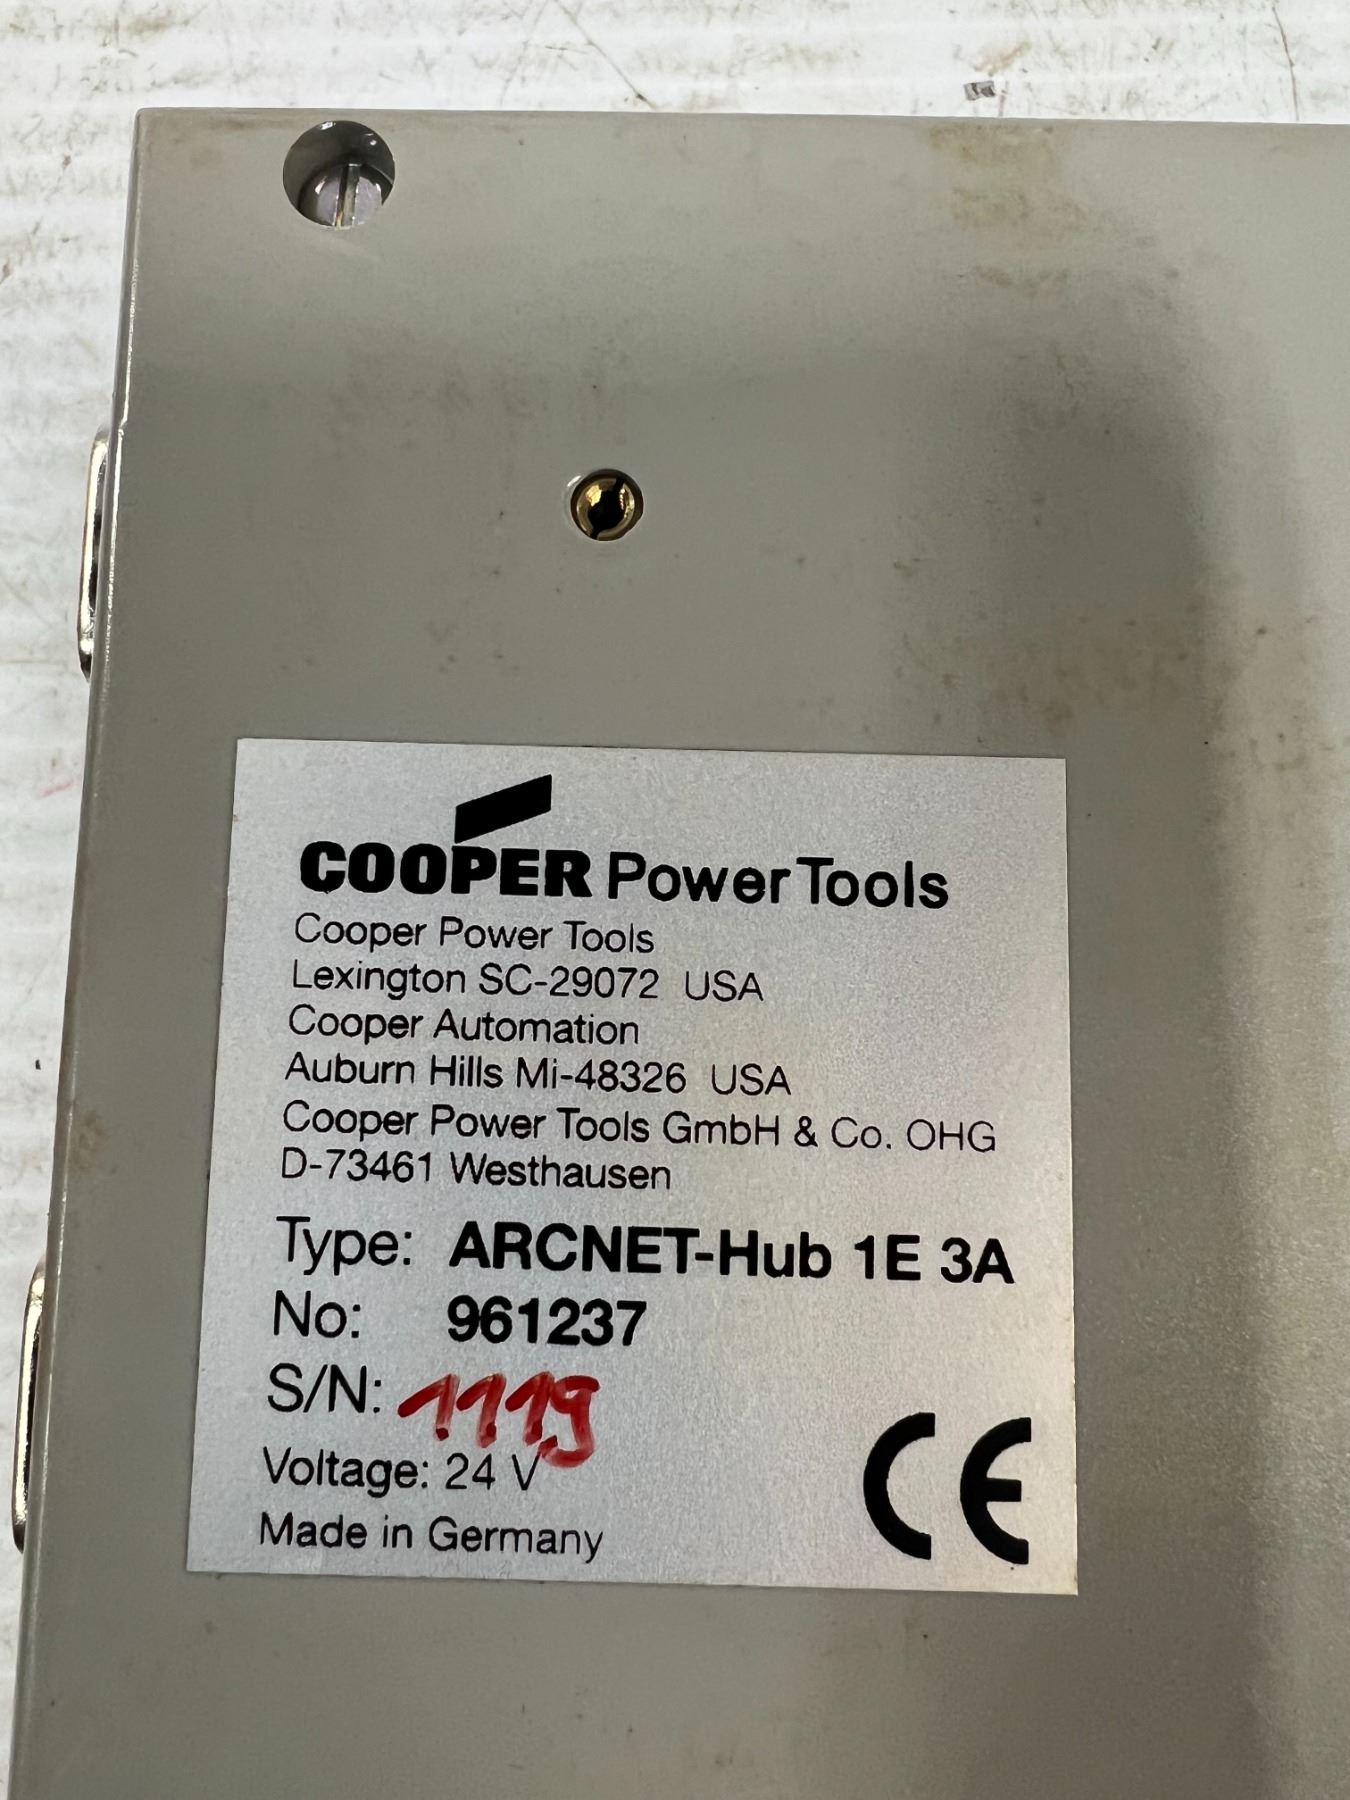 COOPER Power Tools
Cooper Power Tools
Lexington SC-29072 USA
Cooper Automation
Auburn Hills Mi-48326 USA
Cooper Power Tools GmbH & Co. OHG
D-73461 Westhausen
Type: ARCNET-Hub 1E 3A
No: 961237
S/N: 1119
Voltage: 24 V
Made in Germany
CE